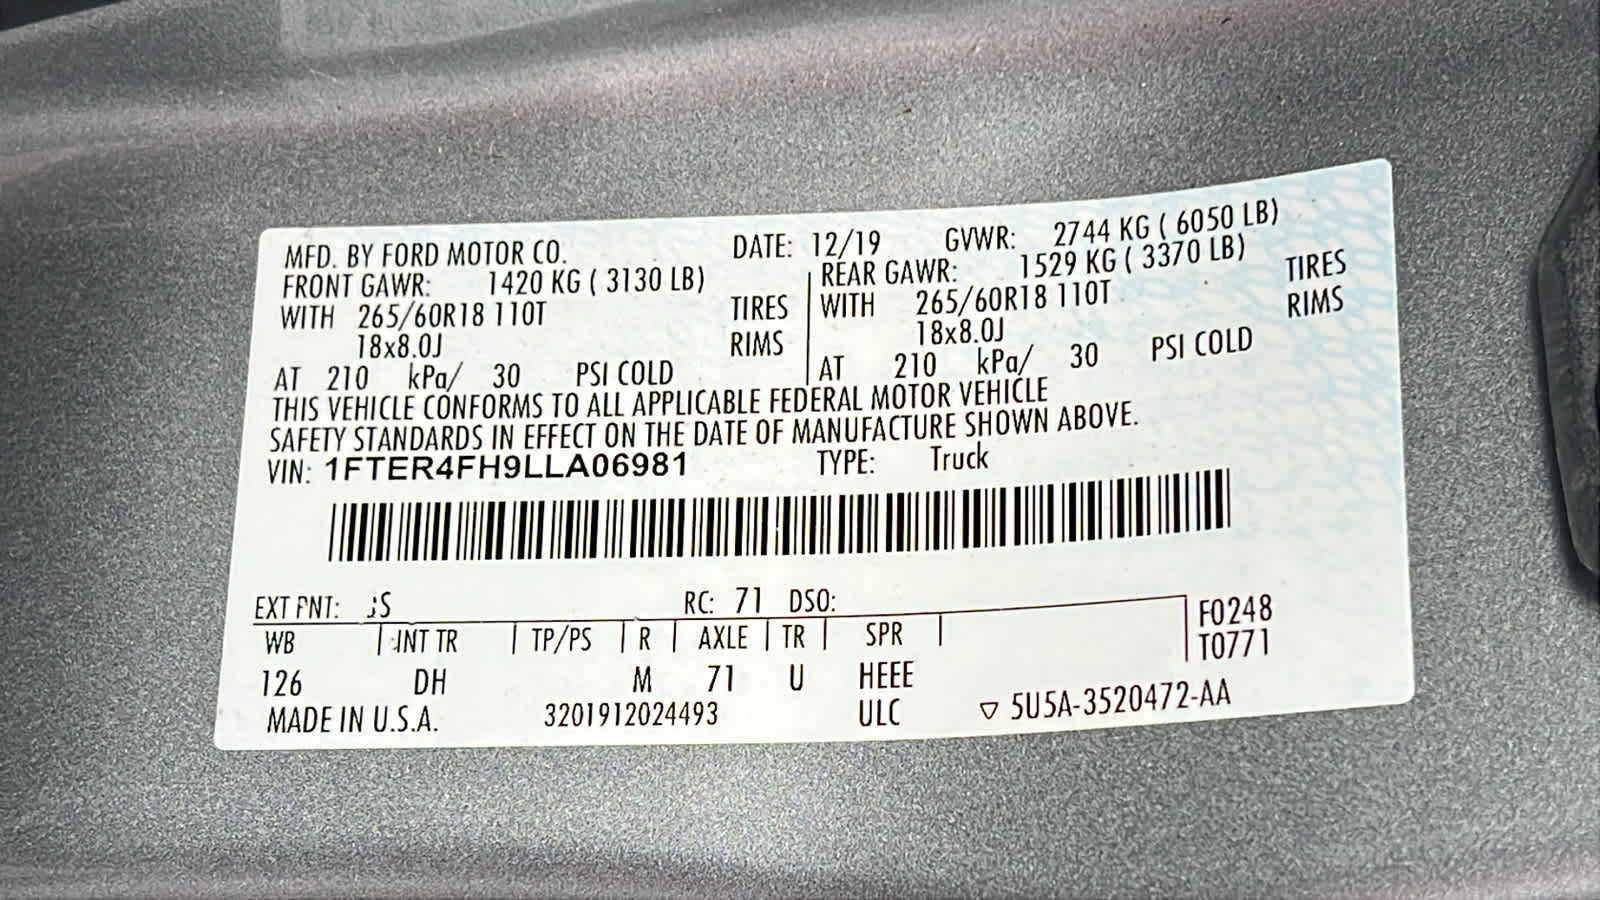 MFD. BY FORD MOTOR CO. DATE: 12/19 GVWR: 2744 KG ( 6050 LB)
FRONT GAWR: 1420 KG ( 3130 LB) REAR GAWR: 1529 KG ( 3370 LB)
WITH 265/60R18 110T TIRES WITH 265/60R18 110T TIRES
18x8.0J RIMS 18x8.0J RIMS
AT 210 kPa/ 30 PSI COLD AT 210 kPa/ 30 PSI COLD
THIS VEHICLE CONFORMS TO ALL APPLICABLE FEDERAL MOTOR VEHICLE
SAFETY STANDARDS IN EFFECT ON THE DATE OF MANUFACTURE SHOWN ABOVE.
VIN: 1FTER4FH9LLA06981 TYPE: Truck
EXT PNT: RC: 71 DSO:
WB INT TR TP/PS R AXLE TR SPR F0248
T0771
126 DH M 71 U HEEE
MADE IN U.S.A. 3201912024493 ULC ▽ 5U5A-3520472-AA